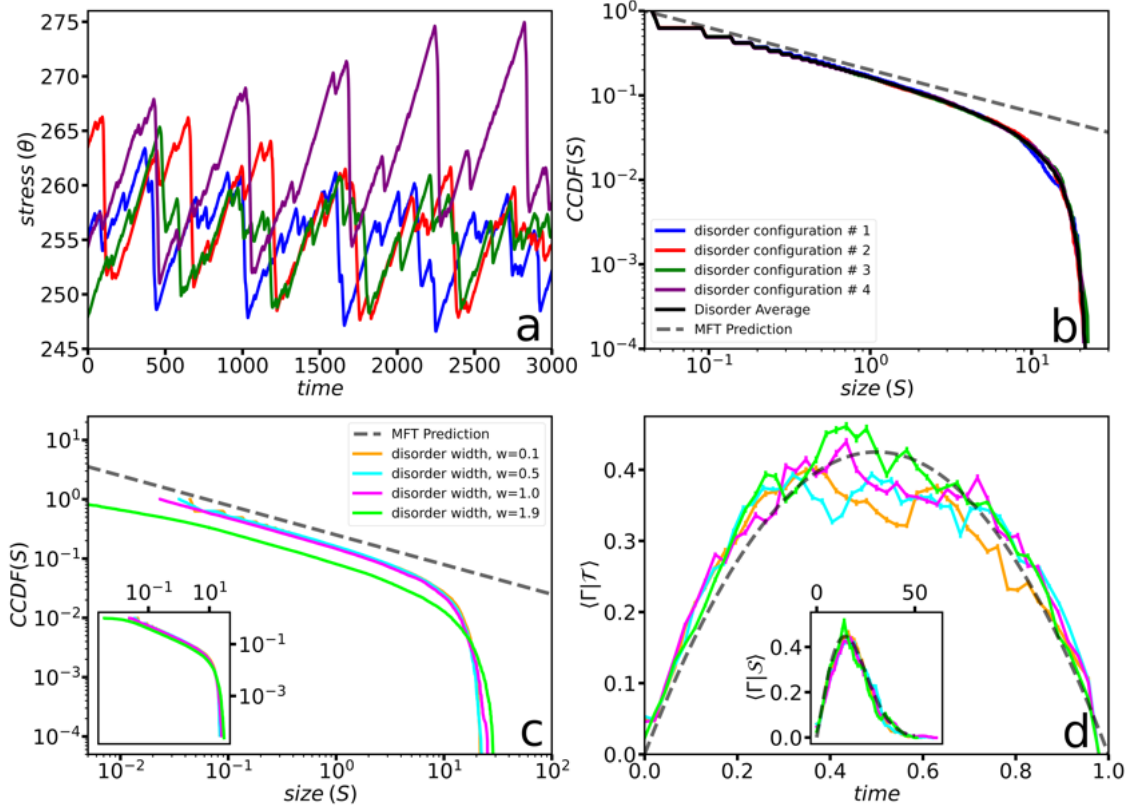 275
270
265
260
255
250
245
stress (θ)
0 500 1000 1500 2000 2500 3000
time
a
10⁰
10⁻¹
10⁻²
10⁻³
10⁻⁴
CCDF(S)
disorder configuration # 1
disorder configuration # 2
disorder configuration # 3
disorder configuration # 4
Disorder Average
MFT Prediction
10⁻¹ 10⁰ 10¹
size (S)
b
10¹
10⁰
10⁻¹
10⁻²
10⁻³
10⁻⁴
CCDF(S)
MFT Prediction
disorder width, w=0.1
disorder width, w=0.5
disorder width, w=1.0
disorder width, w=1.9
10⁻¹ 10¹
10⁻¹
10⁻³
10⁻² 10⁻¹ 10⁰ 10¹ 10²
size (S)
c
0.4
0.3
0.2
0.1
0.0
⟨Γ|𝒯⟩
0 50
0.4
0.2
0.0
⟨Γ|𝒮⟩
0.0 0.2 0.4 0.6 0.8 1.0
time
d